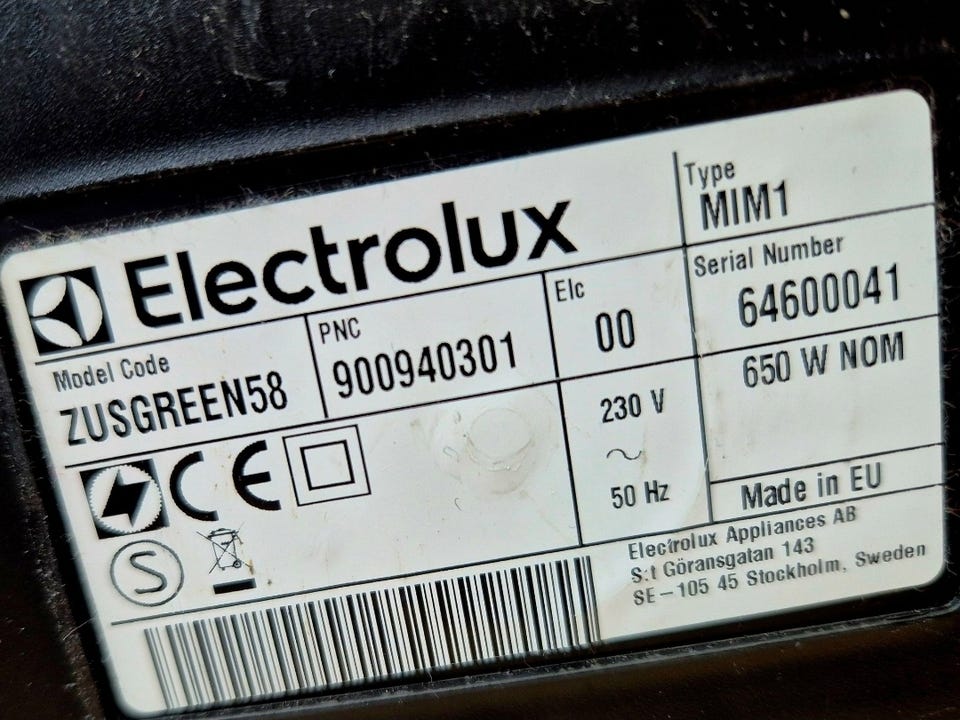 Electrolux
Type
MIM1
Model Code
ZUSGREEN58
PNC
900940301
Elc
00
Serial Number
64600041
230 V
~
50 Hz
650 W NOM
Made in EU
CE
S
Electrolux Appliances AB
S:t Göransgatan 143
SE-105 45 Stockholm, Sweden